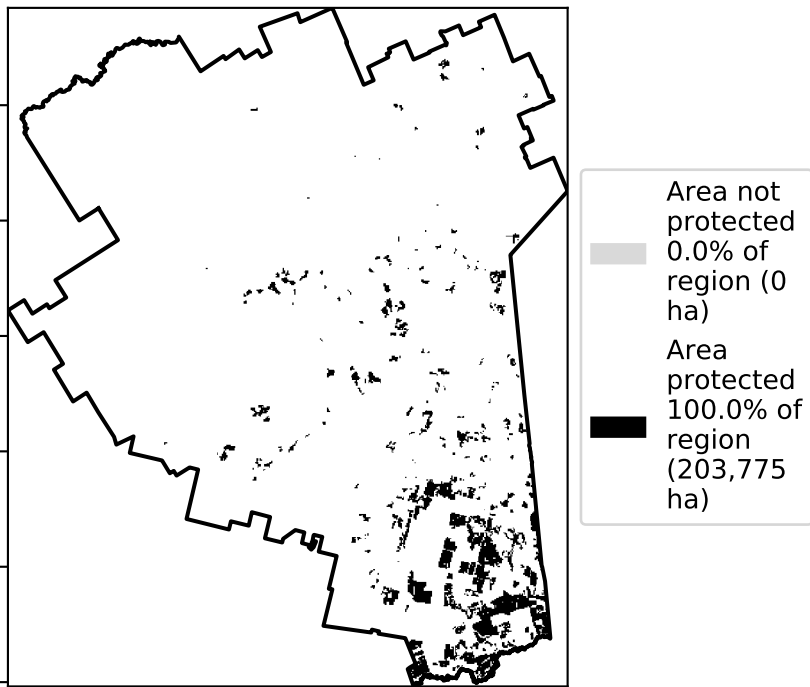 Area not
protected
0.0% of
region (0
ha)
Area
protected
100.0% of
region
(203,775
ha)